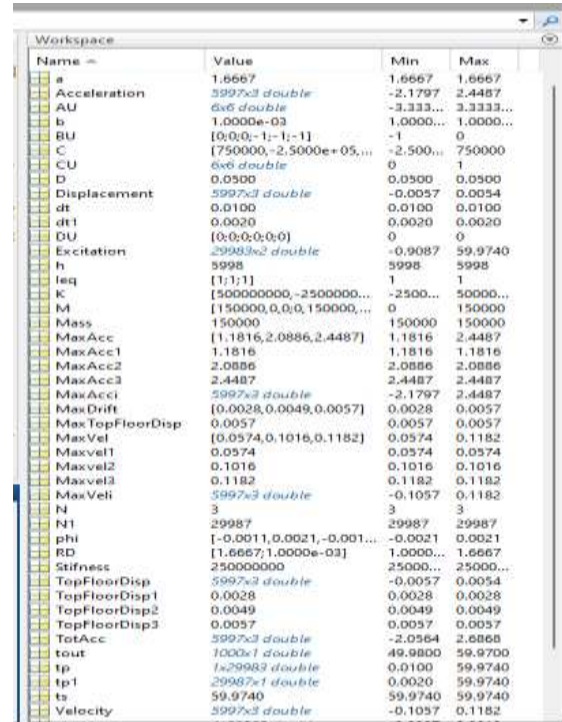 Workspace
Name Value Min Max
a 1.6667 1.6667 1.6667
Acceleration 5997x3 double -2.1797 2.4487
AU 6x6 double -3.333... 3.3333...
b 1.0000e-03 1.0000... 1.0000...
BU [0;0;0;-1;-1;-1] -1 0
C [750000,-2.5000e+05,... -2.500... 750000
CU 6x6 double 0 1
D 0.0500 0.0500 0.0500
Displacement 5997x3 double -0.0057 0.0054
dt 0.0100 0.0100 0.0100
dt1 0.0020 0.0020 0.0020
DU [0;0;0;0;0;0] 0 0
Excitation 29983x2 double -0.9087 59.9740
h 5998 5998 5998
Ieq [1;1;1] 1 1
K [500000000,-2500000... -2500... 50000...
M [150000,0,0;0,150000,... 0 150000
Mass 150000 150000 150000
MaxAcc [1.1816,2.0886,2.4487] 1.1816 2.4487
MaxAcc1 1.1816 1.1816 1.1816
MaxAcc2 2.0886 2.0886 2.0886
MaxAcc3 2.4487 2.4487 2.4487
MaxAcci 5997x3 double -2.1797 2.4487
MaxDrift [0.0028,0.0049,0.0057] 0.0028 0.0057
MaxTopFloorDisp 0.0057 0.0057 0.0057
MaxVel [0.0574,0.1016,0.1182] 0.0574 0.1182
Maxvel1 0.0574 0.0574 0.0574
Maxvel2 0.1016 0.1016 0.1016
Maxvel3 0.1182 0.1182 0.1182
MaxVeli 5997x3 double -0.1057 0.1182
N 3 3 3
N1 29987 29987 29987
phi [-0.0011,0.0021,-0.001... -0.0021 0.0021
RD [1.6667;1.0000e-03] 1.0000... 1.6667
Stifness 250000000 25000... 25000...
TopFloorDisp 5997x3 double -0.0057 0.0054
TopFloorDisp1 0.0028 0.0028 0.0028
TopFloorDisp2 0.0049 0.0049 0.0049
TopFloorDisp3 0.0057 0.0057 0.0057
TotAcc 5997x3 double -2.0564 2.6868
tout 1000x1 double 49.9800 59.9700
tp 1x29983 double 0.0100 59.9740
tp1 29987x1 double 0.0020 59.9740
ts 59.9740 59.9740 59.9740
Velocity 5997x3 double -0.1057 0.1182